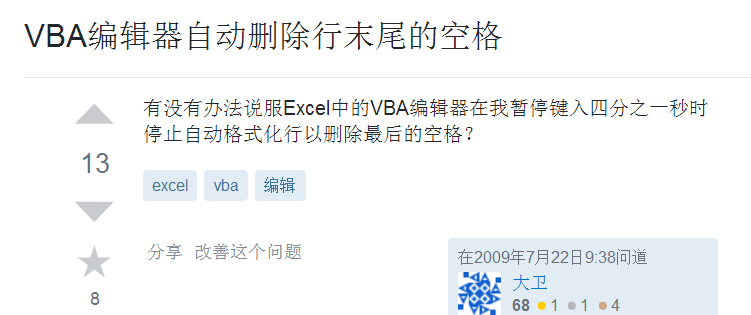 VBA编辑器自动删除行末尾的空格
有没有办法说服Excel中的VBA编辑器在我暂停键入四分之一秒时
停止自动格式化行以删除最后的空格？
13
excel vba 编辑
分享 改善这个问题
在2009年7月22日9:38问道
大卫
8
68 1 1 4